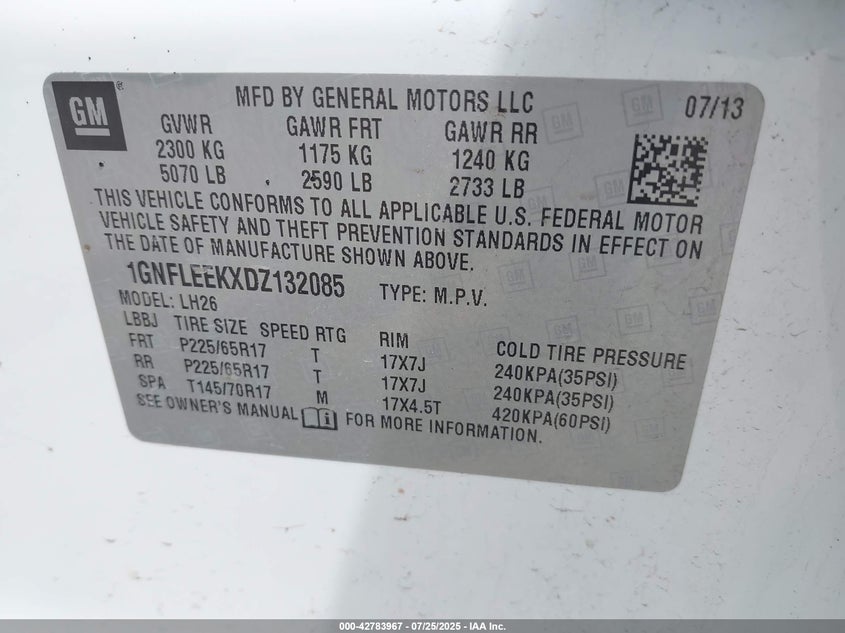 GM ®
MFD BY GENERAL MOTORS LLC 07/13
GVWR GAWR FRT GAWR RR
2300 KG 1175 KG 1240 KG
5070 LB 2590 LB 2733 LB
THIS VEHICLE CONFORMS TO ALL APPLICABLE U.S. FEDERAL MOTOR
VEHICLE SAFETY AND THEFT PREVENTION STANDARDS IN EFFECT ON
THE DATE OF MANUFACTURE SHOWN ABOVE.
1GNFLEEKXDZ132085 TYPE: M.P.V.
MODEL: LH26
LBBJ TIRE SIZE SPEED RTG RIM COLD TIRE PRESSURE
FRT P225/65R17 T 17X7J 240KPA(35PSI)
RR P225/65R17 T 17X7J 240KPA(35PSI)
SPA T145/70R17 M 17X4.5T 420KPA(60PSI)
SEE OWNER'S MANUAL FOR MORE INFORMATION.
000-42783967 - 07/25/2025 - IAA Inc.